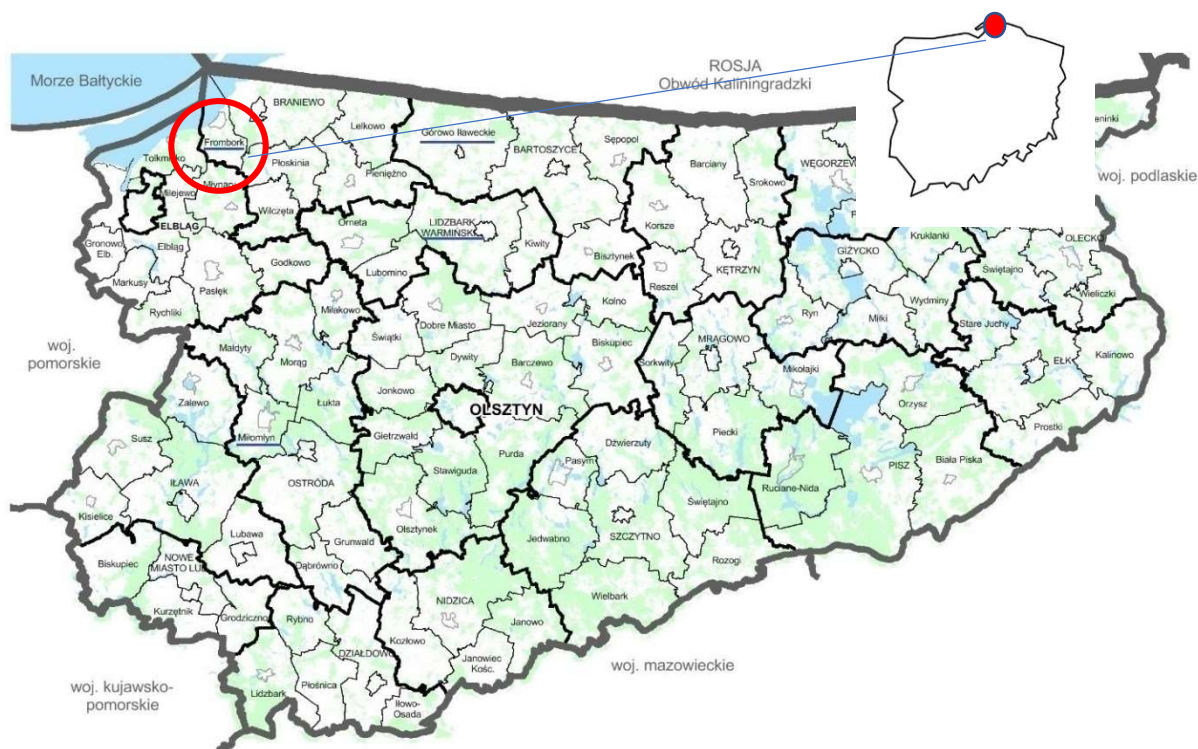 Morze Bałtyckie
ROSJA
Obwód Kaliningradzki
BRANIEWO
Lelkowo
Frombork
Górowo Iławeckie
Sępopol
BARTOSZYCE
Barciany
Srokowo
WĘGORZEW
eninki
woj. podlaskie
Tolkmicko
Płoskinia
Pieniężno
Młynary
Milejewo
Wilczęta
Orneta
LIDZBARK
WARMIŃSKI
Kiwity
Korsze
Kruklanki
OLECKO
ELBLĄG
Gronowo
Elb.
Elbląg
Godkowo
Bisztynek
KĘTRZYN
GIŻYCKO
Świętajno
Markusy
Pasłęk
Lubomino
Reszel
Wieliczki
Rychliki
Miłakowo
Kolno
Wydminy
woj.
pomorskie
Małdyty
Świątki
Dobre Miasto
Jeziorany
Ryn
Miłki
Stare Juchy
Morąg
Dywity
Barczewo
Biskupiec
Sorkwity
MRĄGOWO
Mikołajki
EŁK
Kalinowo
Zalewo
Łukta
Jonkowo
OLSZTYN
Orzysz
Susz
Miłomłyn
Gietrzwałd
Purda
Dźwierzuty
Piecki
Prostki
Stawiguda
Pasym
PISZ
Biała Piska
IŁAWA
OSTRÓDA
Ruciane-Nida
Kisielice
Olsztynek
Świętajno
Lubawa
Grunwald
Jedwabno
SZCZYTNO
Biskupiec
NOWE
MIASTO LUB
Dąbrówno
Rozogi
Kurzętnik
Grodziczno
Rybno
NIDZICA
Wielbark
Janowo
Kozłowo
DZIAŁDOWO
Janowiec
Kośc.
woj. mazowieckie
woj. kujawsko-
pomorskie
Lidzbark
Płośnica
Iłowo-
Osada